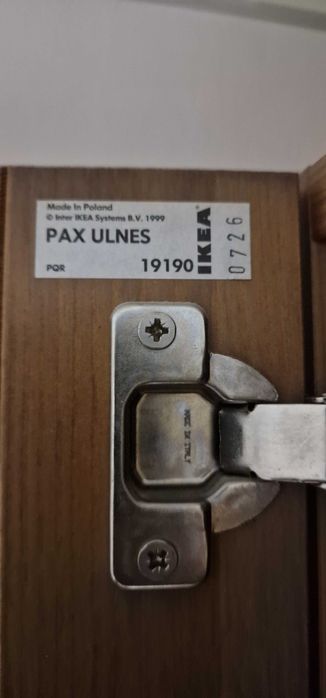 Made in Poland
© Inter IKEA Systems B.V. 1999
PAX ULNES
PQR 19190
IKEA
0726
MADE IN ITALY